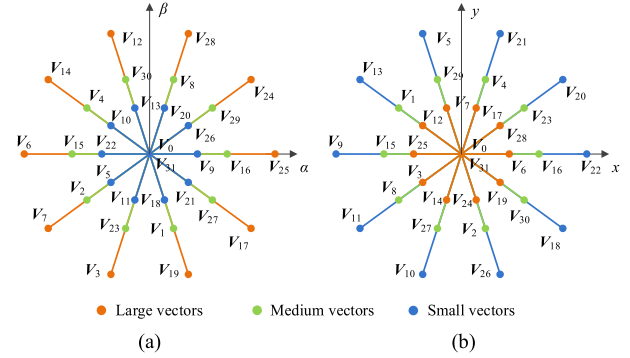 β
y
V12
V28
V5
V21
V14
V30
V8
V24
V13
V29
V4
V20
V4
V29
V1
V23
V10
V13
V20
V26
V12
V7
V17
V28
V6
V15
V22
V0
V9
V15
V25
V0
V31
V9
V16
V25
α
V31
V6
V16
V22
x
V2
V5
V8
V3
V7
V11
V18
V21
V27
V17
V11
V14
V24
V19
V30
V18
V23
V1
V27
V2
V3
V19
V10
V26
Large vectors
Medium vectors
Small vectors
(a)
(b)